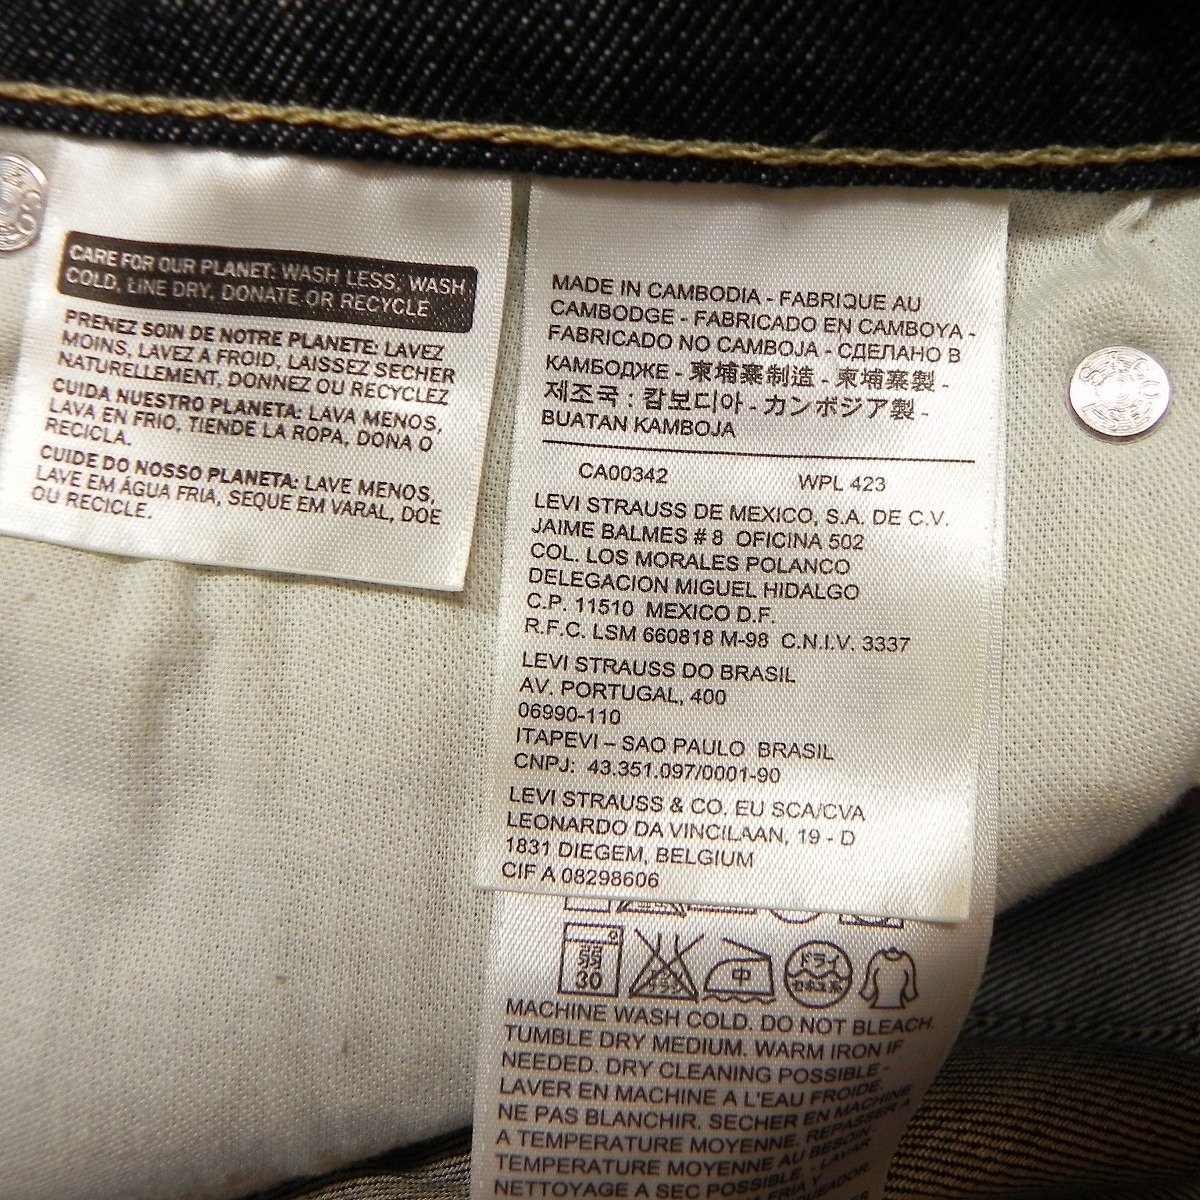 CARE FOR OUR PLANET: WASH LESS, WASH
COLD, LINE DRY, DONATE OR RECYCLE
PRENEZ SOIN DE NOTRE PLANETE: LAVEZ
MOINS, LAVEZ A FROID, LAISSEZ SECHER
NATURELLEMENT, DONNEZ OU RECYCLEZ
CUIDA NUESTRO PLANETA: LAVA MENOS,
LAVA EN FRIO, TIENDE LA ROPA, DONA O
RECICLA.
CUIDE DO NOSSO PLANETA: LAVE MENOS,
LAVE EM ÁGUA FRIA, SEQUE EM VARAL, DOE
OU RECICLE.
MADE IN CAMBODIA - FABRIQUE AU
CAMBODGE - FABRICADO EN CAMBOYA -
FABRICADO NO CAMBOJA - СДЕЛАНО В
КАМБОДЖЕ - 柬埔寨制造 - 柬埔寨製 -
제조국 : 캄보디아 - カンボジア製 -
BUATAN KAMBOJA
CA00342 WPL 423
LEVI STRAUSS DE MEXICO, S.A. DE C.V.
JAIME BALMES # 8 OFICINA 502
COL. LOS MORALES POLANCO
DELEGACION MIGUEL HIDALGO
C.P. 11510 MEXICO D.F.
R.F.C. LSM 660818 M-98 C.N.I.V. 3337
LEVI STRAUSS DO BRASIL
AV. PORTUGAL, 400
06990-110
ITAPEVI – SAO PAULO BRASIL
CNPJ: 43.351.097/0001-90
LEVI STRAUSS & CO. EU SCA/CVA
LEONARDO DA VINCILAAN, 19 - D
1831 DIEGEM, BELGIUM
CIF A 08298606
弱 中 ドライ
30 セキユ系
MACHINE WASH COLD. DO NOT BLEACH.
TUMBLE DRY MEDIUM. WARM IRON IF
NEEDED. DRY CLEANING POSSIBLE -
LAVER EN MACHINE A L'EAU FROIDE.
NE PAS BLANCHIR. SECHER EN MACHINE
A TEMPERATURE MOYENNE. REPASSER A
TEMPERATURE MOYENNE AU BESOIN.
NETTOYAGE A SEC POSSIBLE - LAVAR